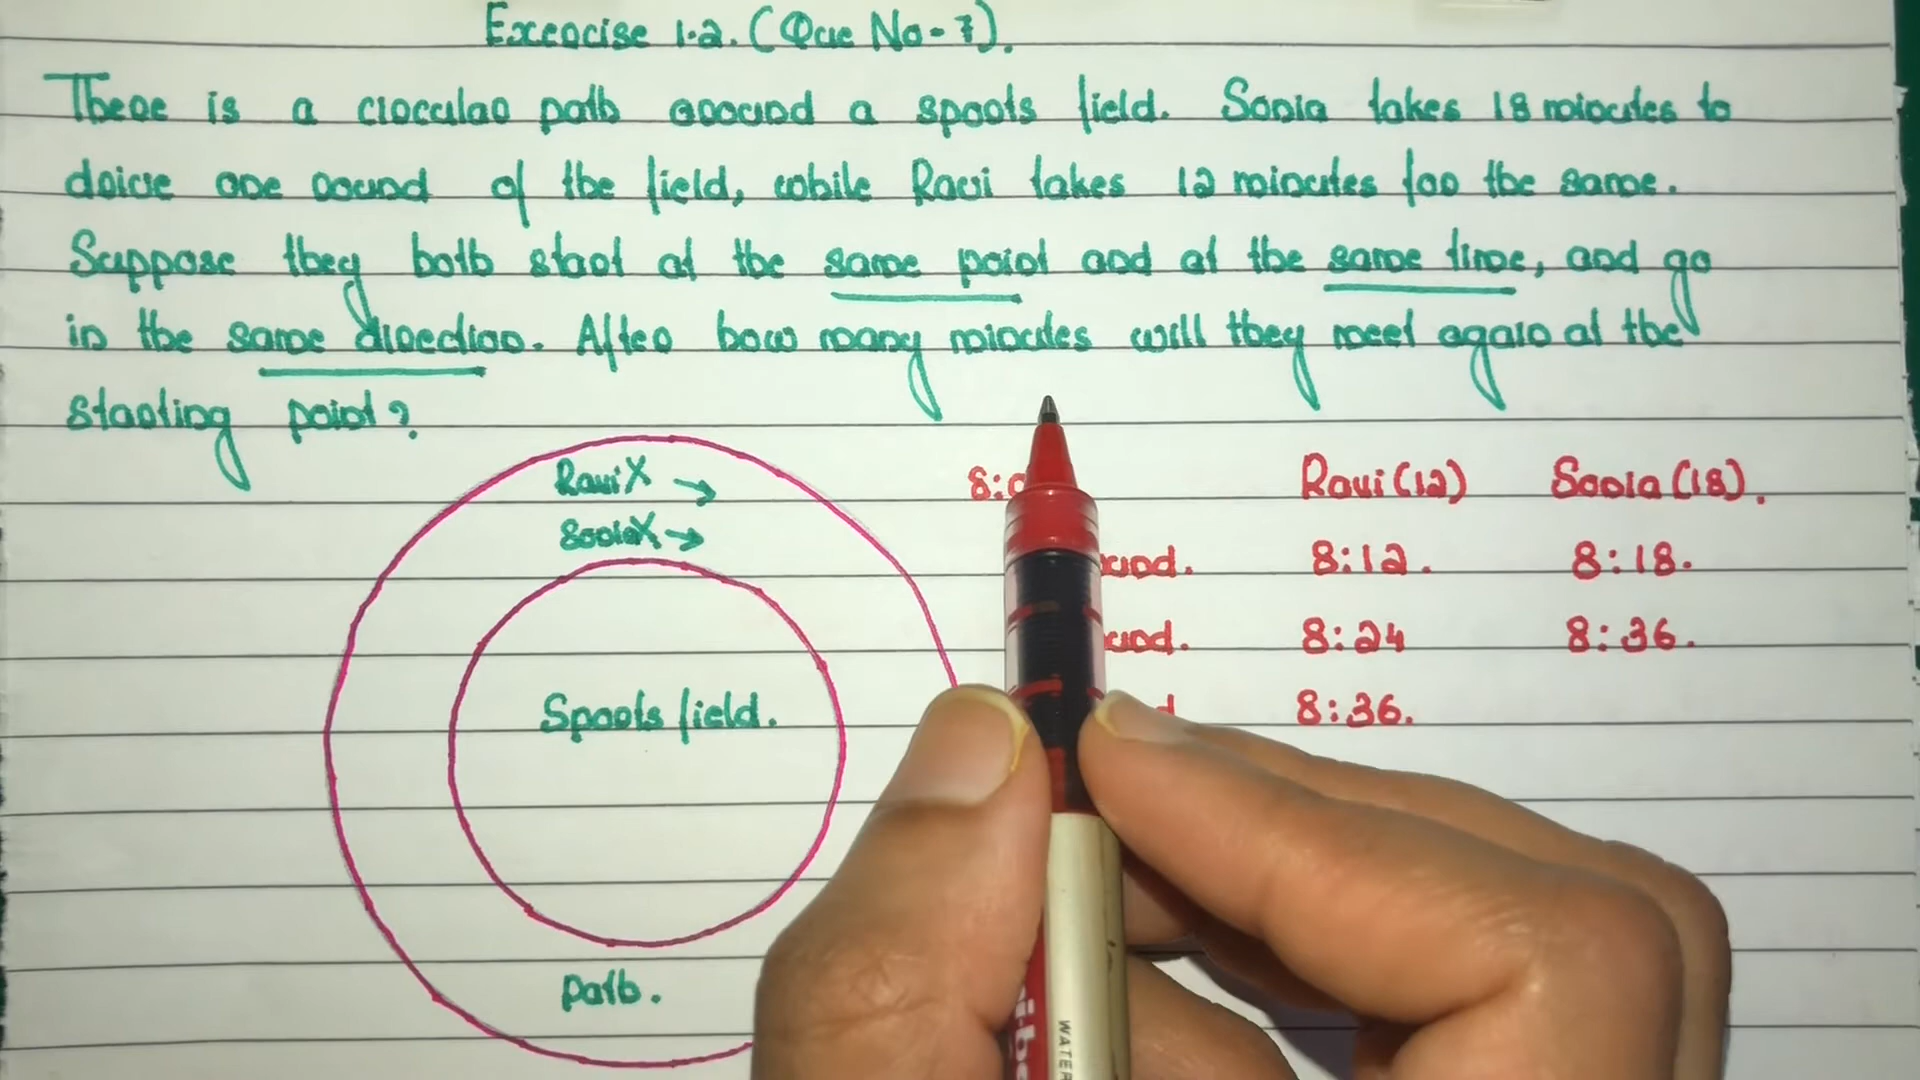 Exercise 1.2. (Que No-7).
There is a circular path around a sports field. Sonia takes 18 minutes to
drive one round of the field, while Ravi takes 12 minutes for the same.
Suppose they both start at the same point and at the same time, and go
in the same direction. After how many minutes will they meet again at the
starting point?
Ravi X →
Sonia X →
Sports field.
Path.
Ravi (12) Sonia (18).
8:12. 8:18.
8:24 8:36.
8:36.
WATER